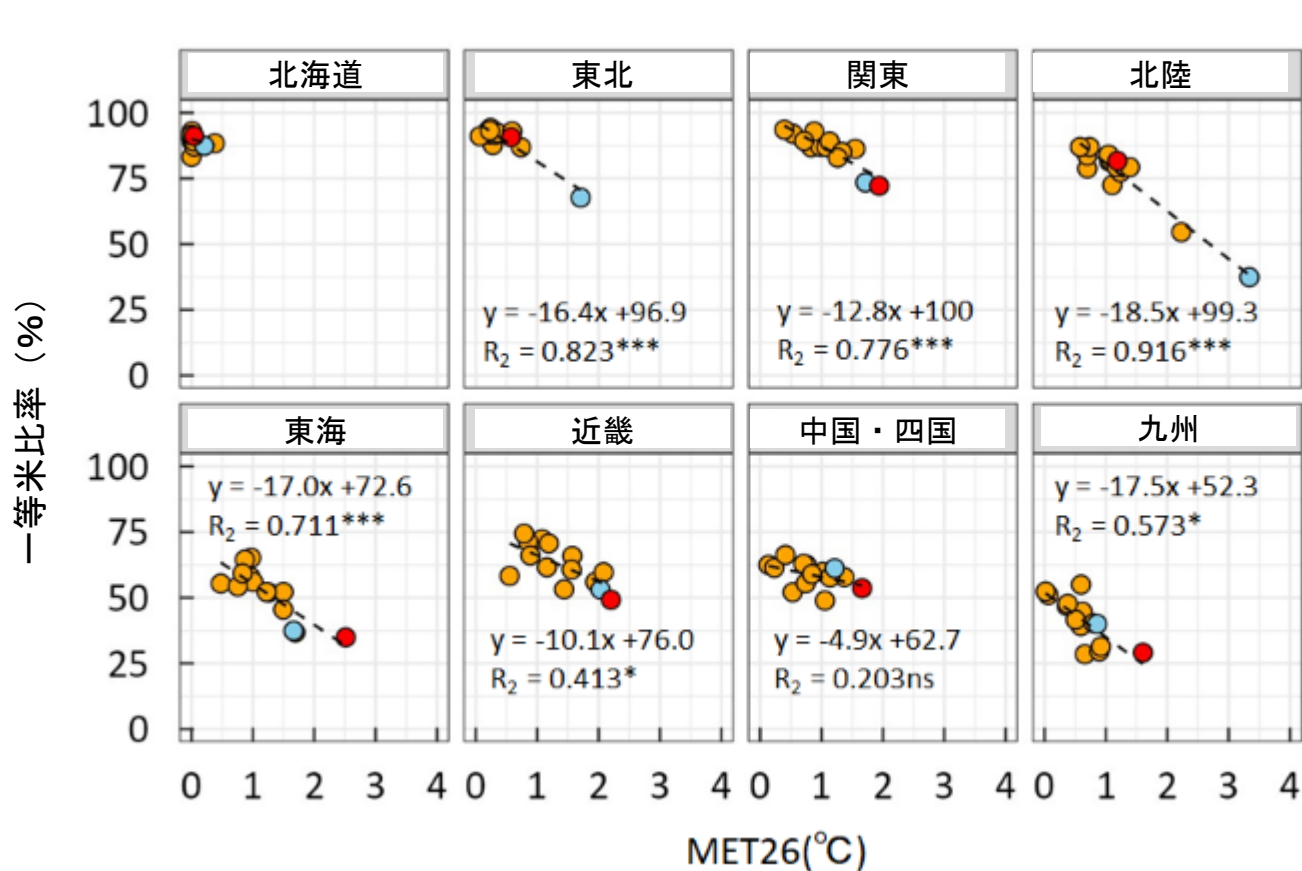 一等米比率（%）
北海道
東北
関東
北陸
100
75
50
25
0
y = -16.4x +96.9
R2 = 0.823***
y = -12.8x +100
R2 = 0.776***
y = -18.5x +99.3
R2 = 0.916***
東海
近畿
中国・四国
九州
100
75
50
25
0
y = -17.0x +72.6
R2 = 0.711***
y = -10.1x +76.0
R2 = 0.413*
y = -4.9x +62.7
R2 = 0.203ns
y = -17.5x +52.3
R2 = 0.573*
0 1 2 3 4 0 1 2 3 4 0 1 2 3 4 0 1 2 3 4
MET26(℃)